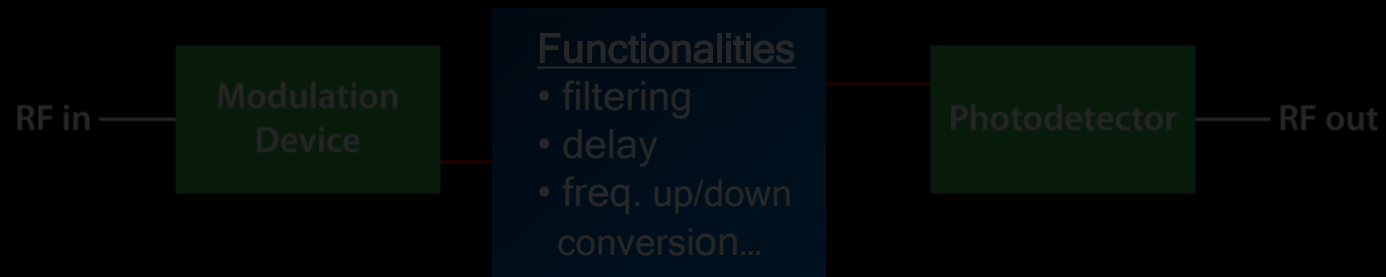 RF in
Modulation
Device
Functionalities
• filtering
• delay
• freq. up/down
conversion...
Photodetector
RF out